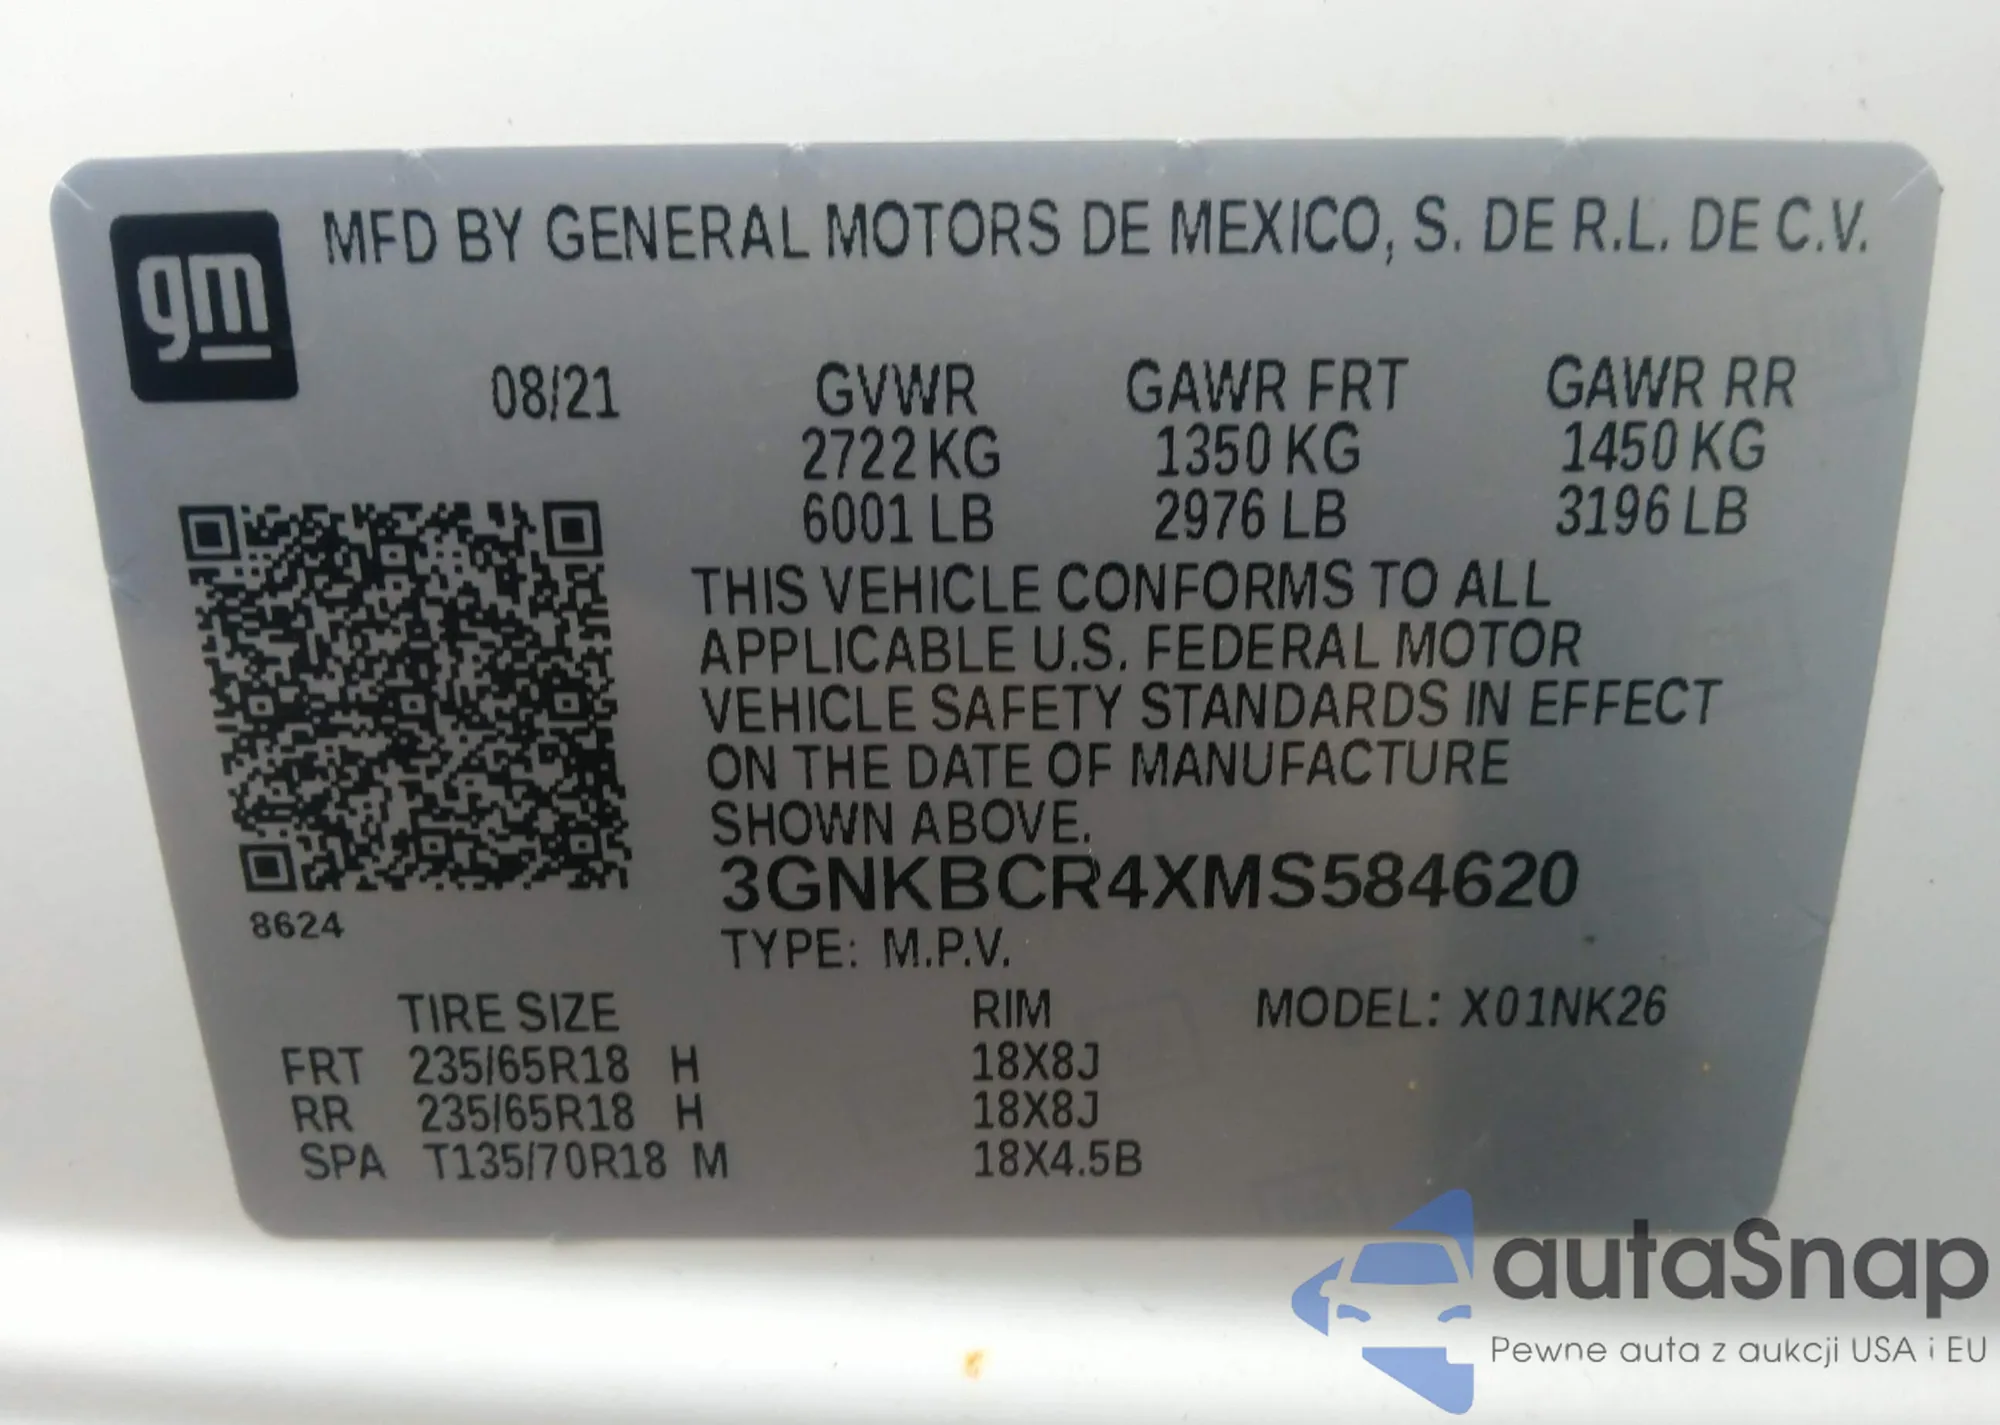 gm
MFD BY GENERAL MOTORS DE MEXICO, S. DE R.L. DE C.V.
08/21 GVWR GAWR FRT GAWR RR
2722 KG 1350 KG 1450 KG
6001 LB 2976 LB 3196 LB
THIS VEHICLE CONFORMS TO ALL
APPLICABLE U.S. FEDERAL MOTOR
VEHICLE SAFETY STANDARDS IN EFFECT
ON THE DATE OF MANUFACTURE
SHOWN ABOVE.
3GNKBCR4XMS584620
8624
TYPE: M.P.V.
TIRE SIZE RIM MODEL: X01NK26
FRT 235/65R18 H 18X8J
RR 235/65R18 H 18X8J
SPA T135/70R18 M 18X4.5B
autaSnap
Pewne auta z aukcji USA i EU